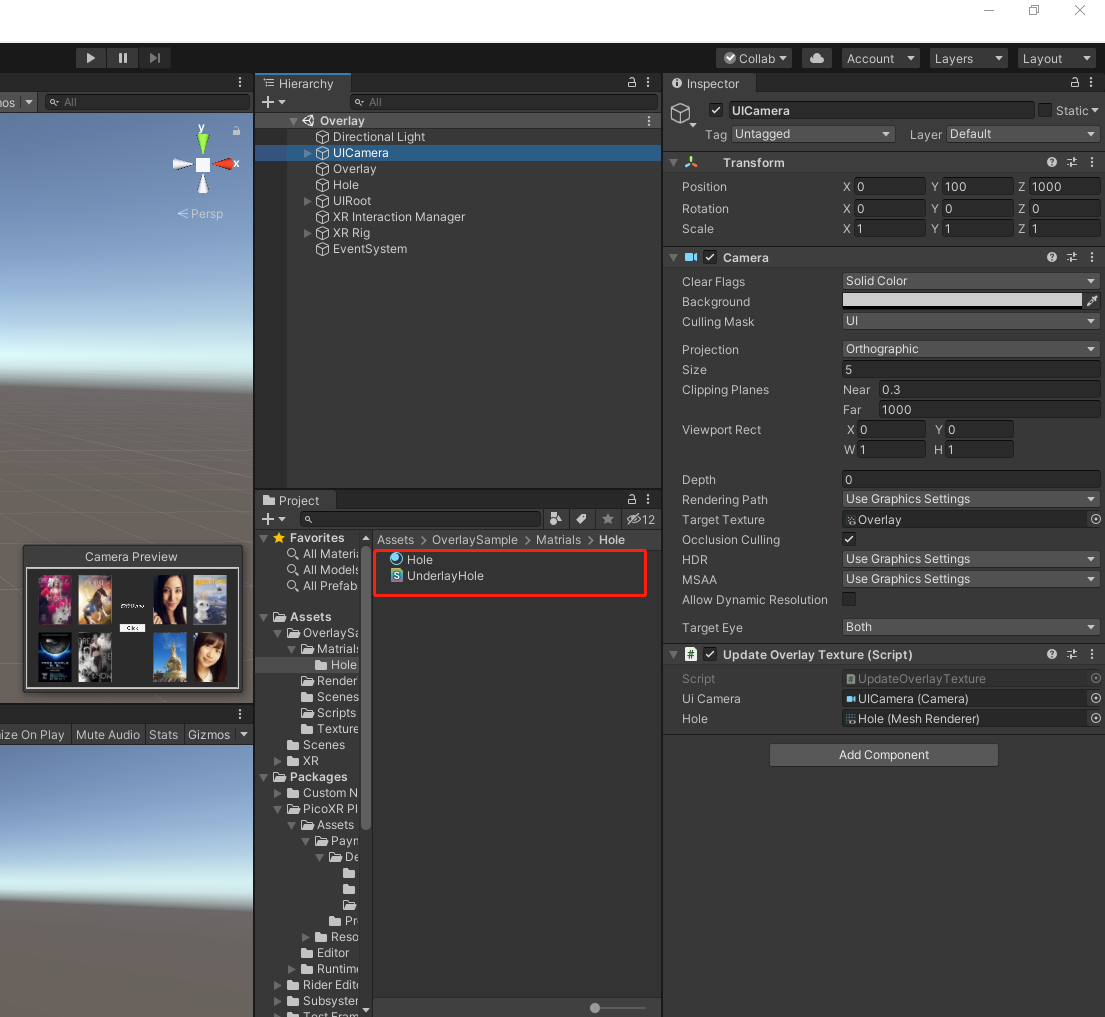 Collab
Account
Layers
Layout
All
Persp
Camera Preview
Click
ize On Play
Mute Audio
Stats
Gizmos
Hierarchy
All
Overlay
Directional Light
UICamera
Overlay
Hole
UIRoot
XR Interaction Manager
XR Rig
EventSystem
Project
12
Favorites
All Materia
All Models
All Prefab
Assets
OverlaySa
Matrials
Hole
Render
Scenes
Scripts
Texture
Scenes
XR
Packages
Custom N
PicoXR Pl
Assets
Paym
De
Pr
Reso
Editor
Runtime
Rider Edito
Subsystem
Test Fram
Assets > OverlaySample > Matrials > Hole
Hole
UnderlayHole
Inspector
UICamera
Static
Tag Untagged
Layer Default
Transform
Position X 0 Y 100 Z 1000
Rotation X 0 Y 0 Z 0
Scale X 1 Y 1 Z 1
Camera
Clear Flags Solid Color
Background
Culling Mask UI
Projection Orthographic
Size 5
Clipping Planes Near 0.3
Far 1000
Viewport Rect X 0 Y 0
W 1 H 1
Depth 0
Rendering Path Use Graphics Settings
Target Texture Overlay
Occlusion Culling
HDR Use Graphics Settings
MSAA Use Graphics Settings
Allow Dynamic Resolution
Target Eye Both
Update Overlay Texture (Script)
Script UpdateOverlayTexture
Ui Camera UICamera (Camera)
Hole Hole (Mesh Renderer)
Add Component